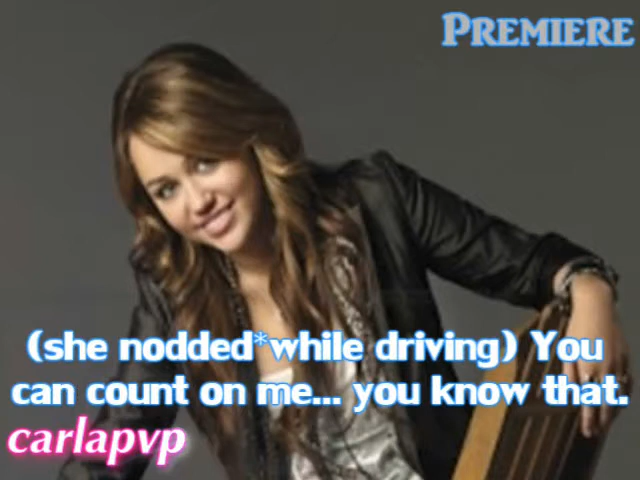 PREMIERE
(she nodded*while driving) You
can count on me... you know that.
carlapvp